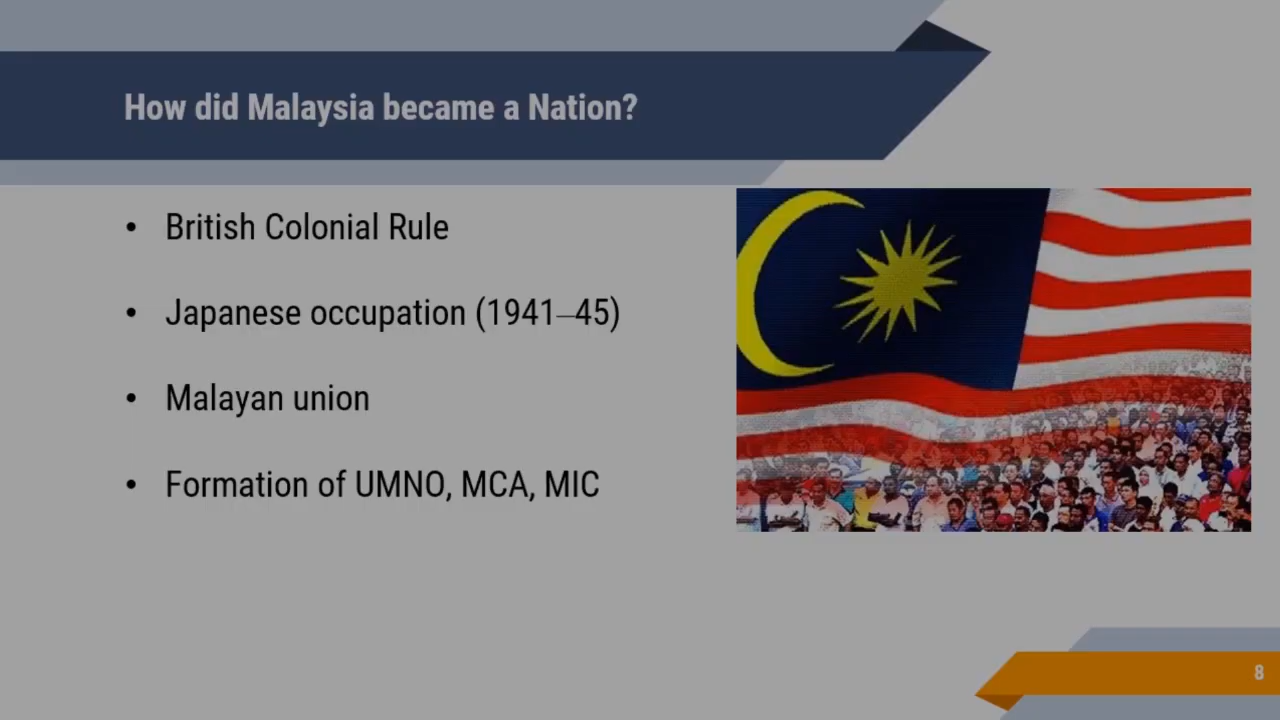 How did Malaysia became a Nation?
• British Colonial Rule
• Japanese occupation (1941–45)
• Malayan union
• Formation of UMNO, MCA, MIC
8